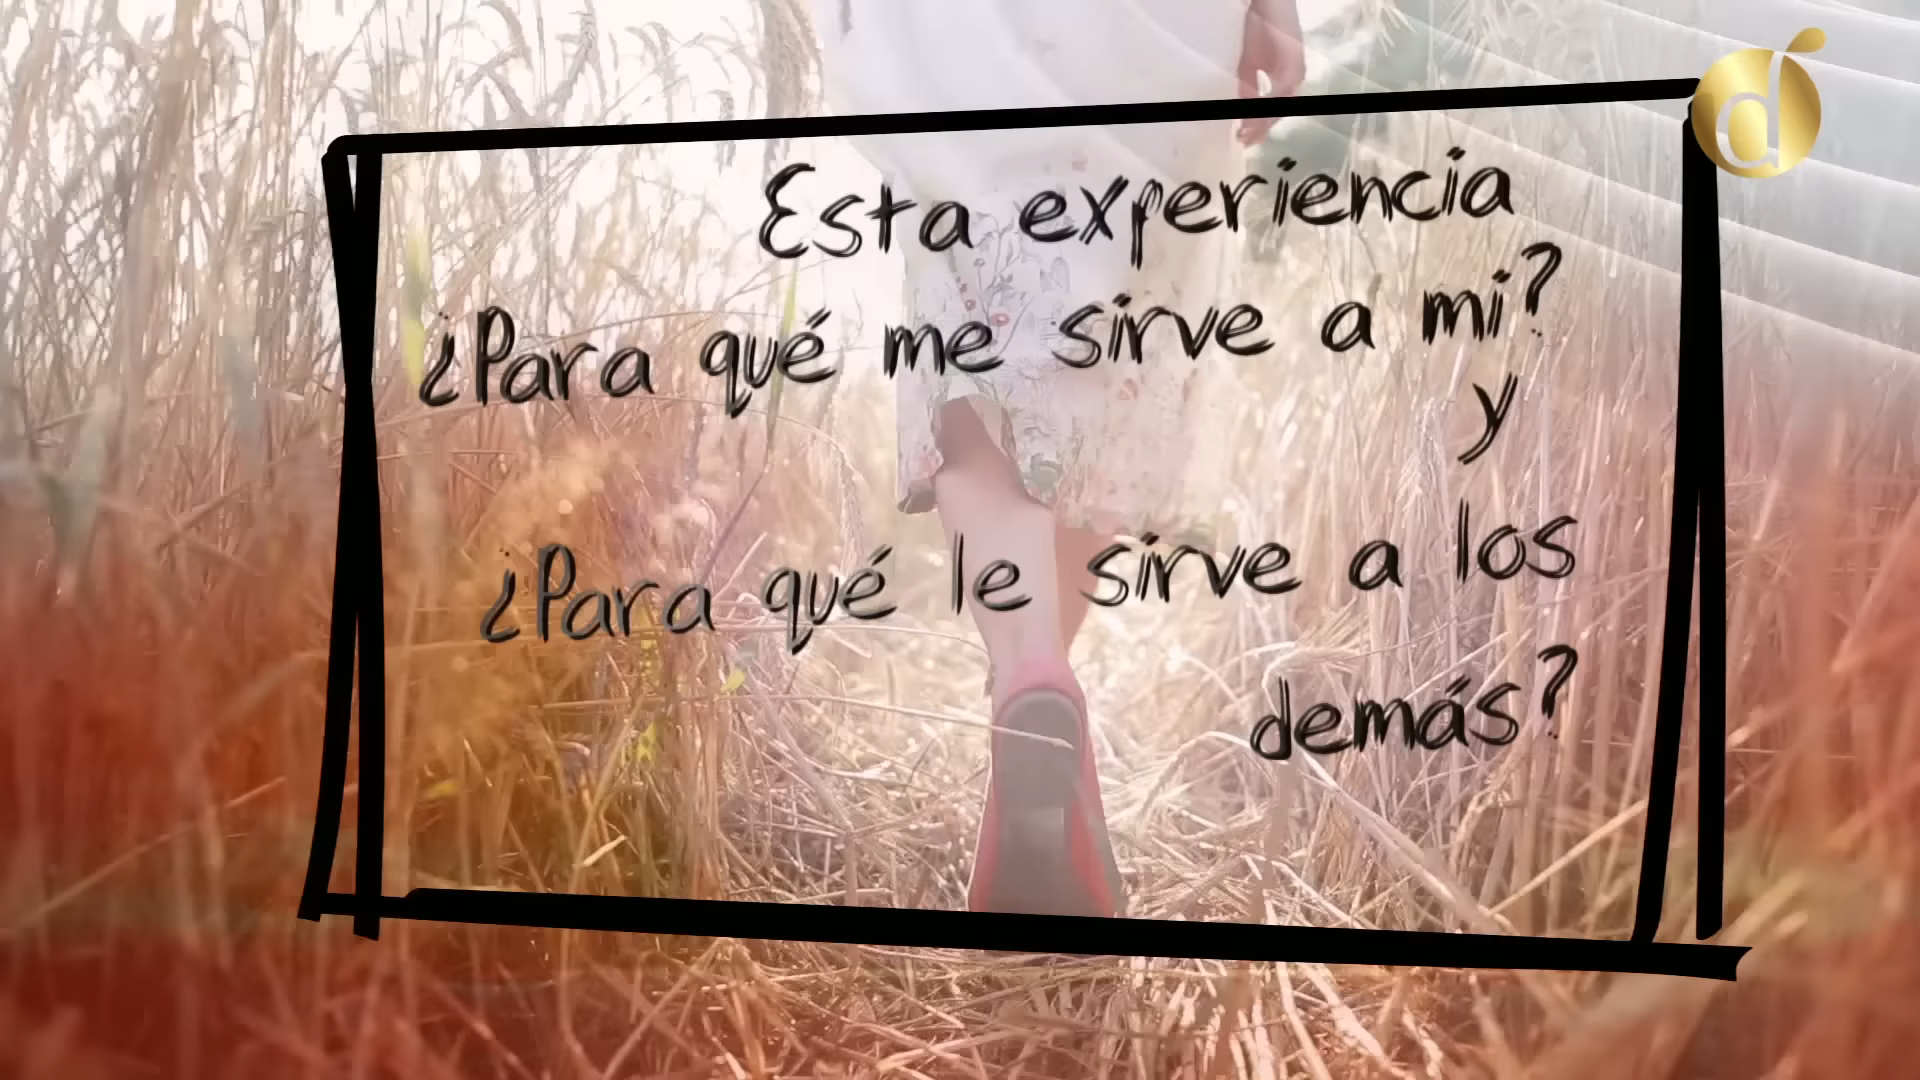 Esta experiencia
¿Para qué me sirve a mi?
y
¿Para qué le sirve a los
demás?
d